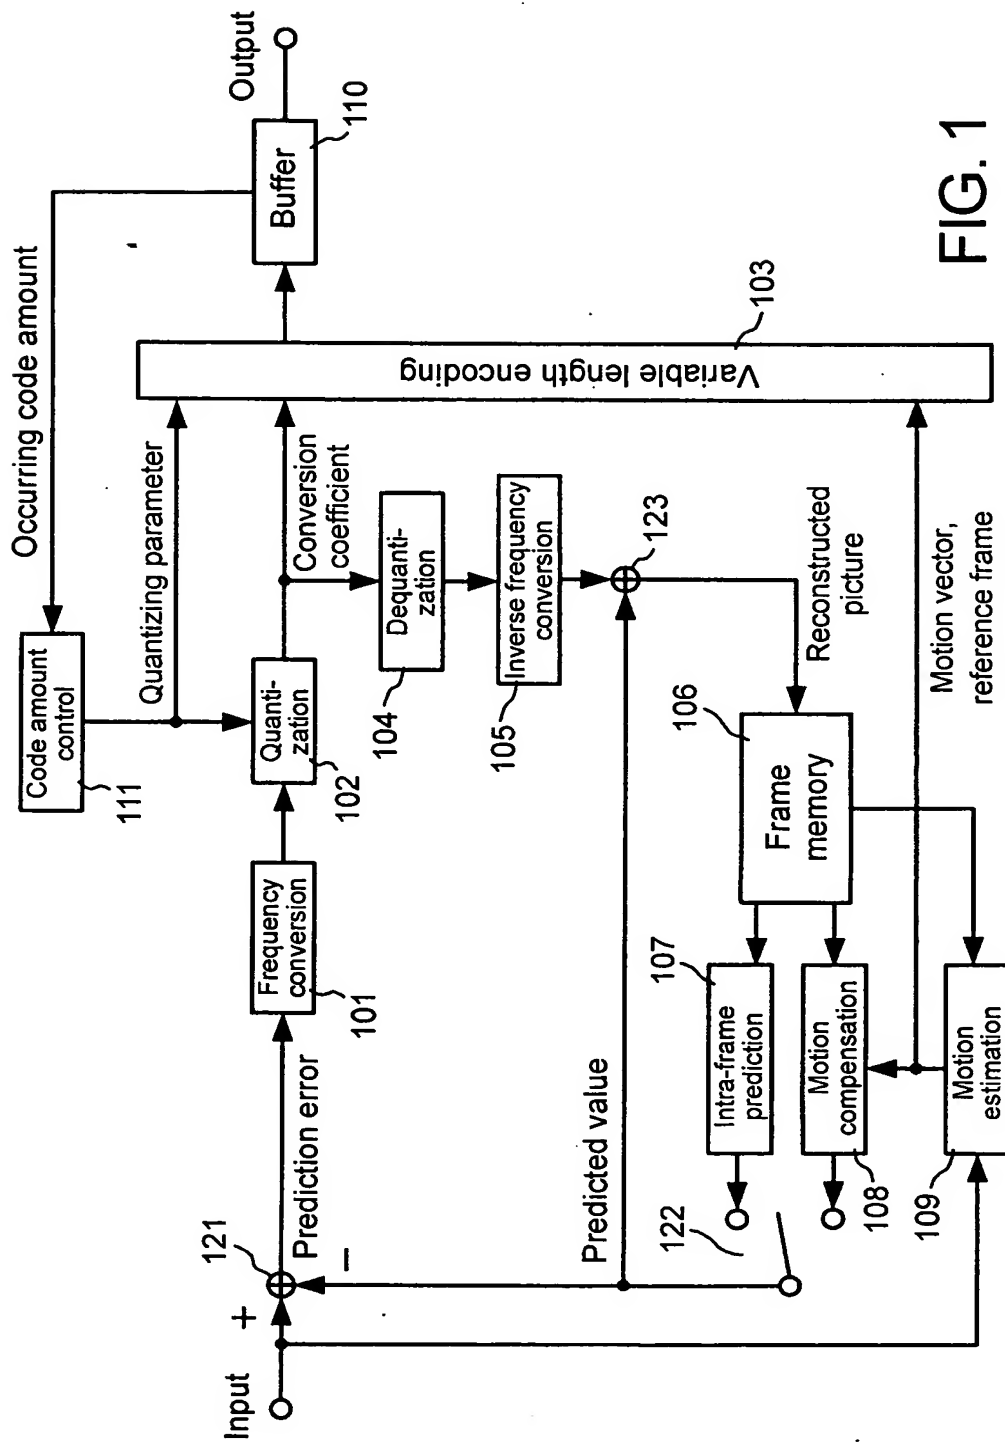 Occurring code amount
Code amount
control
111
Quantizing parameter
Output
Buffer
110
Input
+
121
−
Prediction error
Frequency
conversion
101
Quanti-
zation
102
Conversion
coefficient
Variable length encoding
103
Dequanti-
zation
104
Inverse frequency
conversion
105
123
Predicted value
Reconstructed
picture
Frame
memory
106
122
Intra-frame
prediction
107
Motion
compensation
108
Motion
estimation
109
Motion vector,
reference frame
FIG. 1